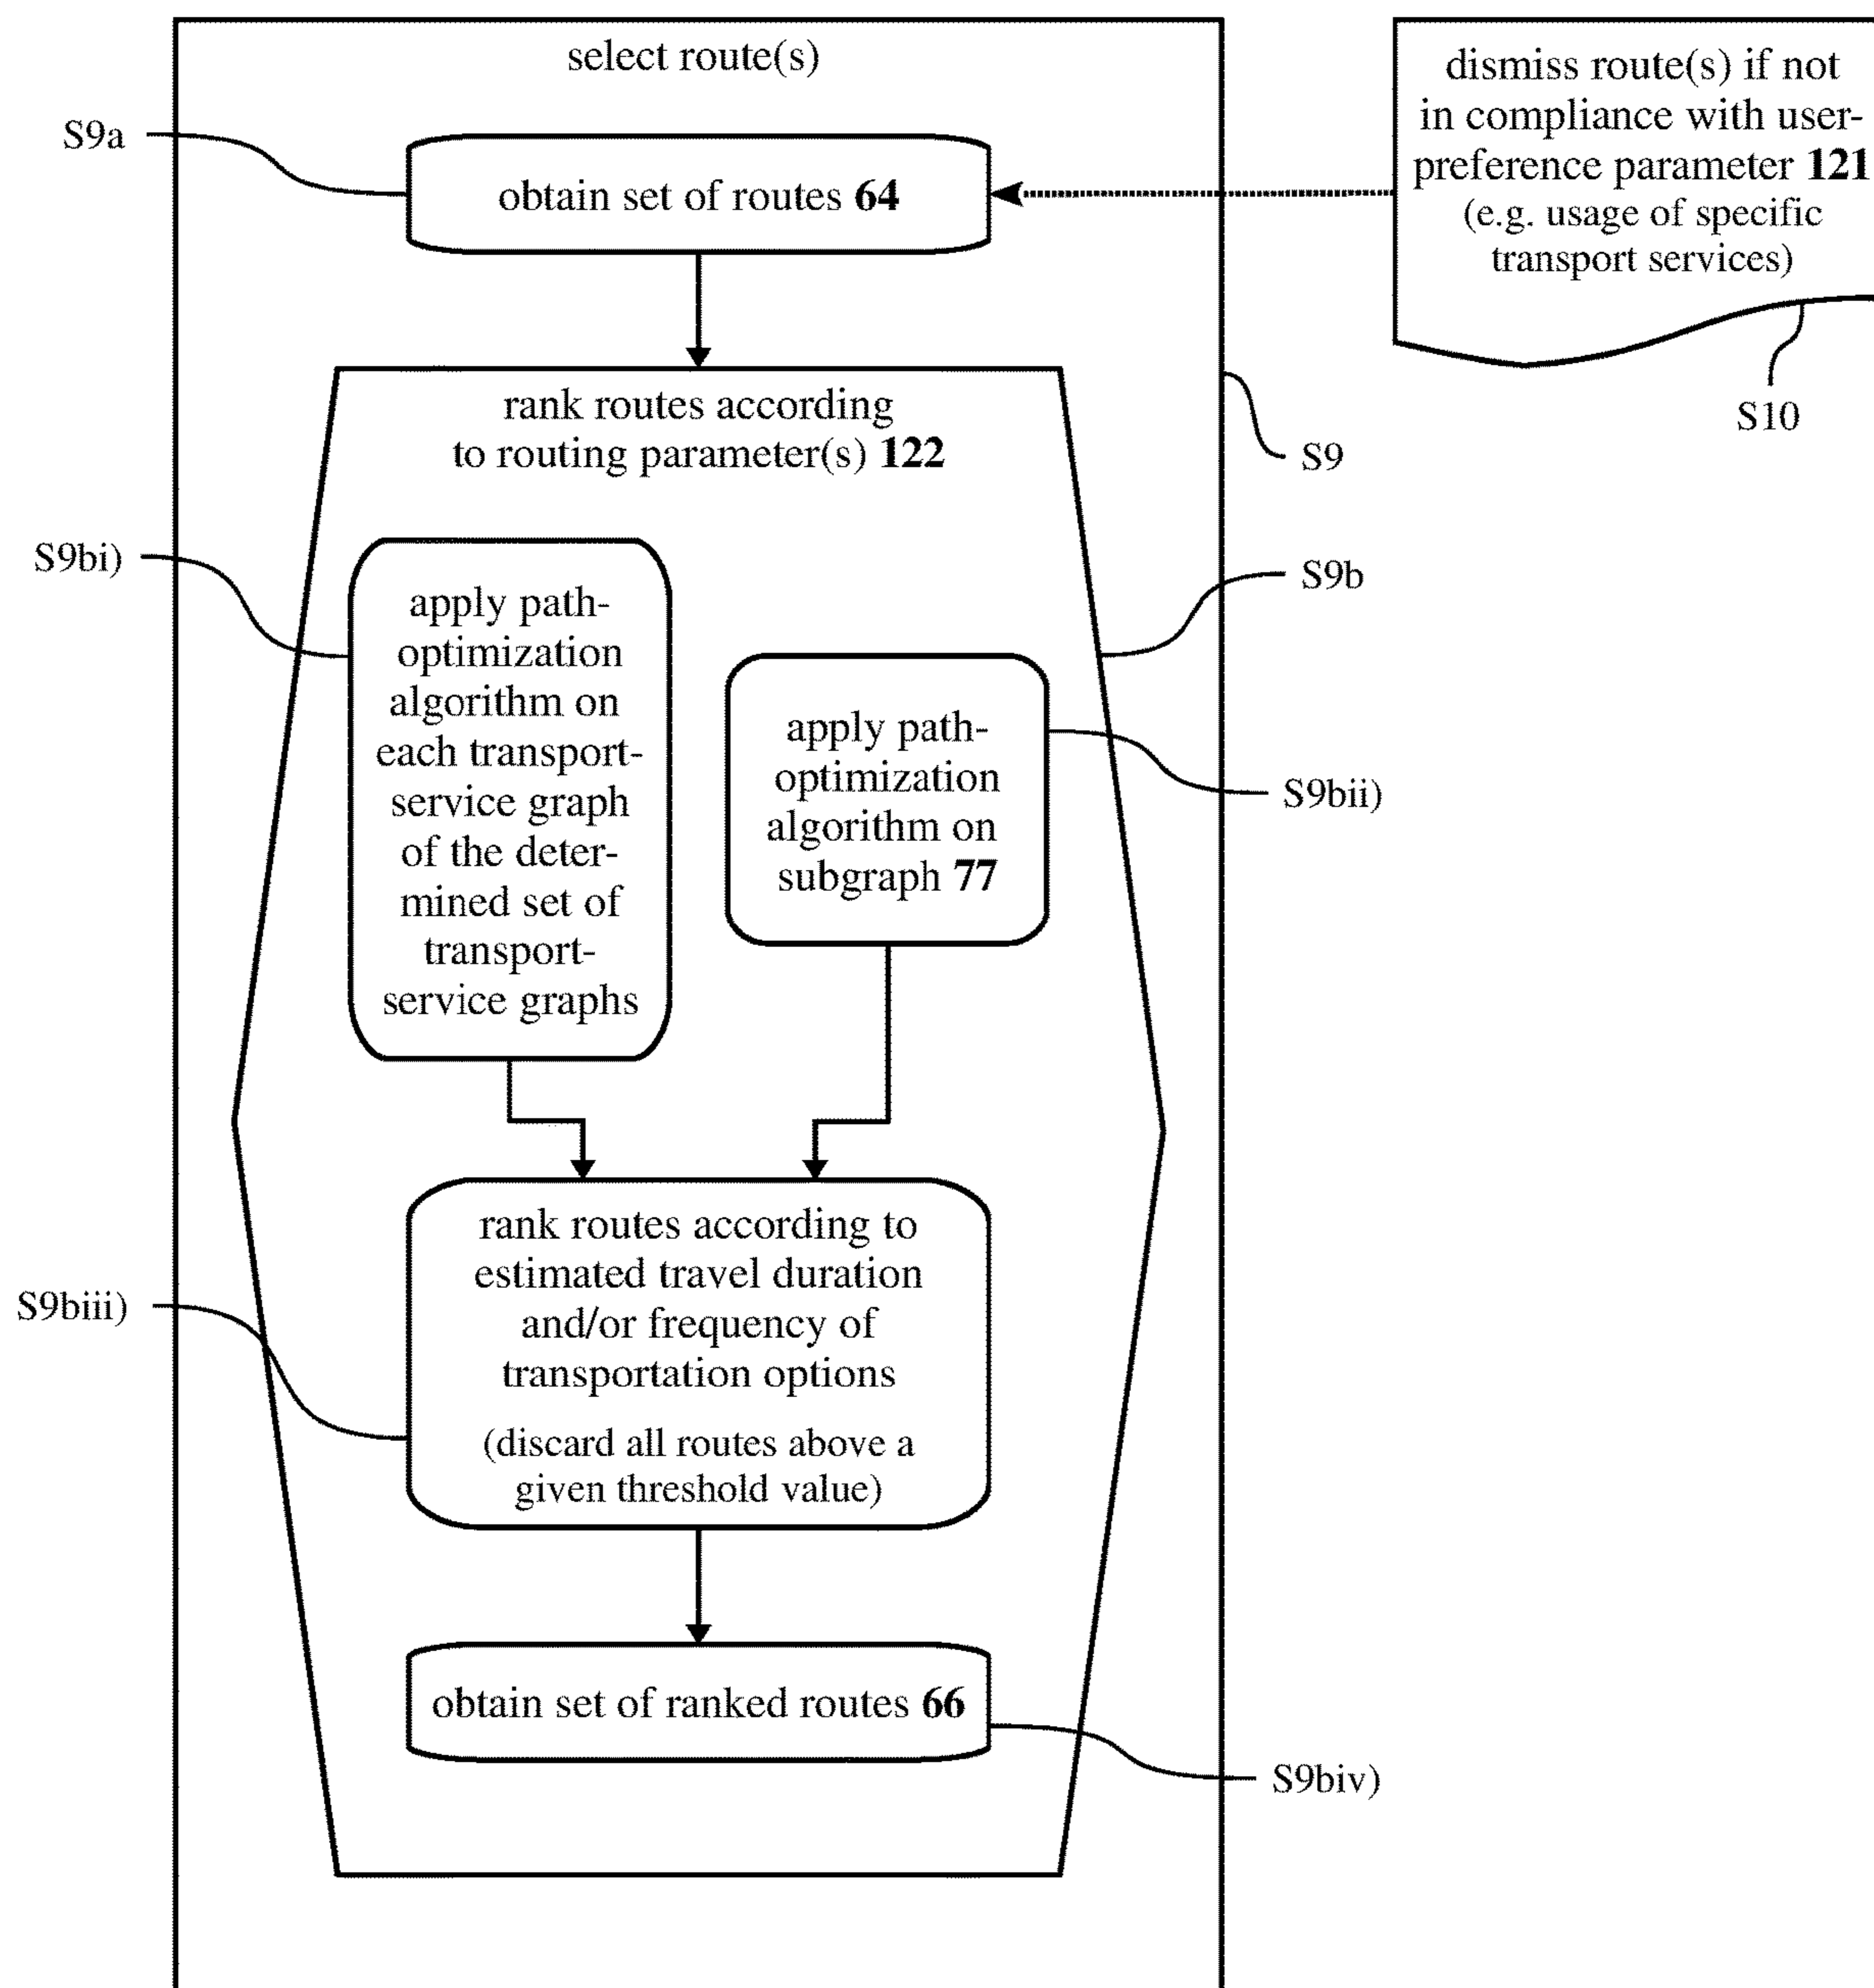 select route(s)
S9a
obtain set of routes 64
dismiss route(s) if not
in compliance with user-
preference parameter 121
(e.g. usage of specific
transport services)
S10
rank routes according
to routing parameter(s) 122
S9
S9bi)
apply path-
optimization
algorithm on
each transport-
service graph
of the deter-
mined set of
transport-
service graphs
S9b
apply path-
optimization
algorithm on
subgraph 77
S9bii)
S9biii)
rank routes according to
estimated travel duration
and/or frequency of
transportation options
(discard all routes above a
given threshold value)
obtain set of ranked routes 66
S9biv)